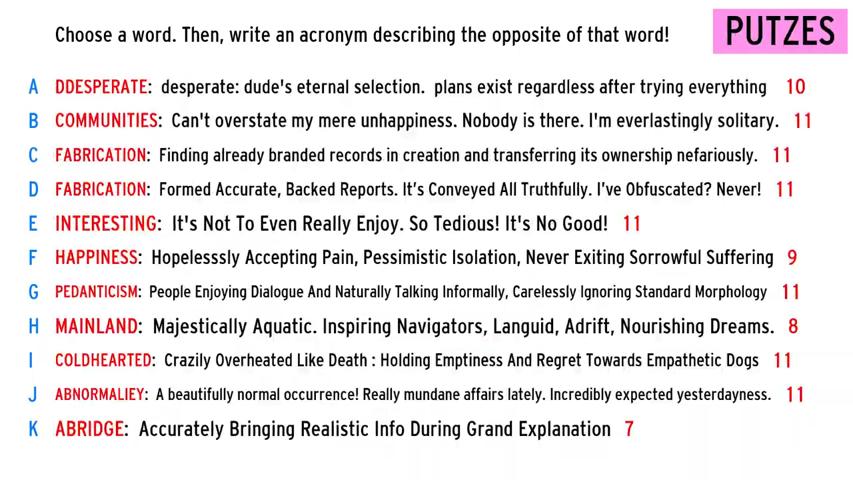 Choose a word. Then, write an acronym describing the opposite of that word! PUTZES
A DDESPERATE: desperate: dude's eternal selection. plans exist regardless after trying everything 10
B COMMUNITIES: Can't overstate my mere unhappiness. Nobody is there. I'm everlastingly solitary. 11
C FABRICATION: Finding already branded records in creation and transferring its ownership nefariously. 11
D FABRICATION: Formed Accurate, Backed Reports. It's Conveyed All Truthfully. I've Obfuscated? Never! 11
E INTERESTING: It's Not To Even Really Enjoy. So Tedious! It's No Good! 11
F HAPPINESS: Hopelesssly Accepting Pain, Pessimistic Isolation, Never Exiting Sorrowful Suffering 9
G PEDANTICISM: People Enjoying Dialogue And Naturally Talking Informally, Carelessly Ignoring Standard Morphology 11
H MAINLAND: Majestically Aquatic. Inspiring Navigators, Languid, Adrift, Nourishing Dreams. 8
I COLDHEARTED: Crazily Overheated Like Death : Holding Emptiness And Regret Towards Empathetic Dogs 11
J ABNORMALIEY: A beautifully normal occurrence! Really mundane affairs lately. Incredibly expected yesterdayness. 11
K ABRIDGE: Accurately Bringing Realistic Info During Grand Explanation 7